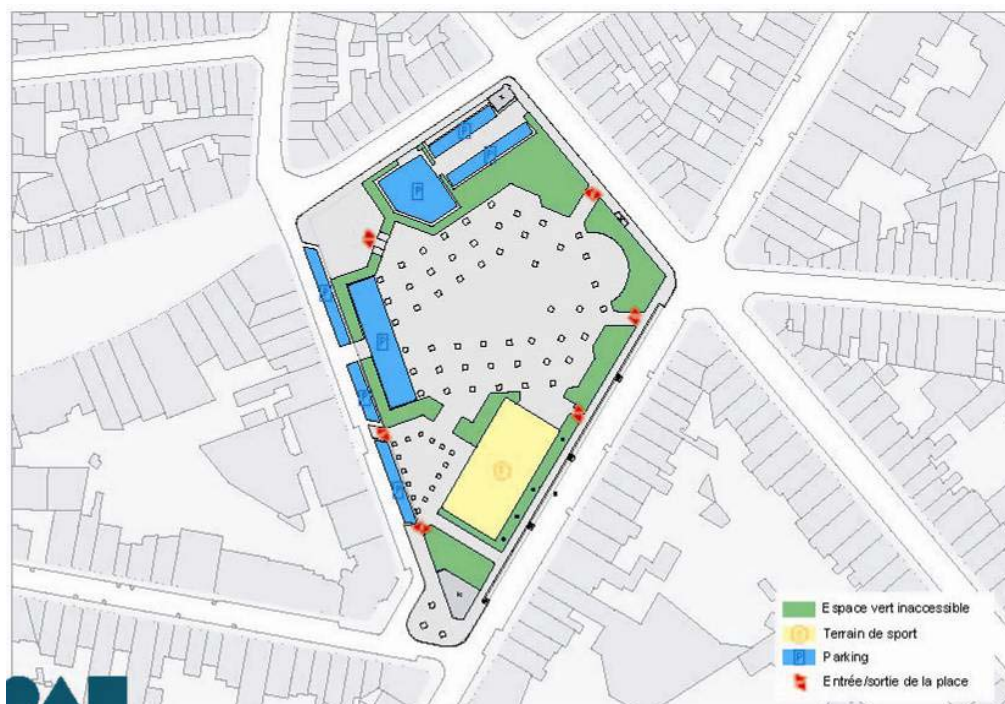 P
P
P
P
P
P
P
T
Espace vert inaccessible
T
Terrain de sport
P
Parking
Entrée/sortie de la place